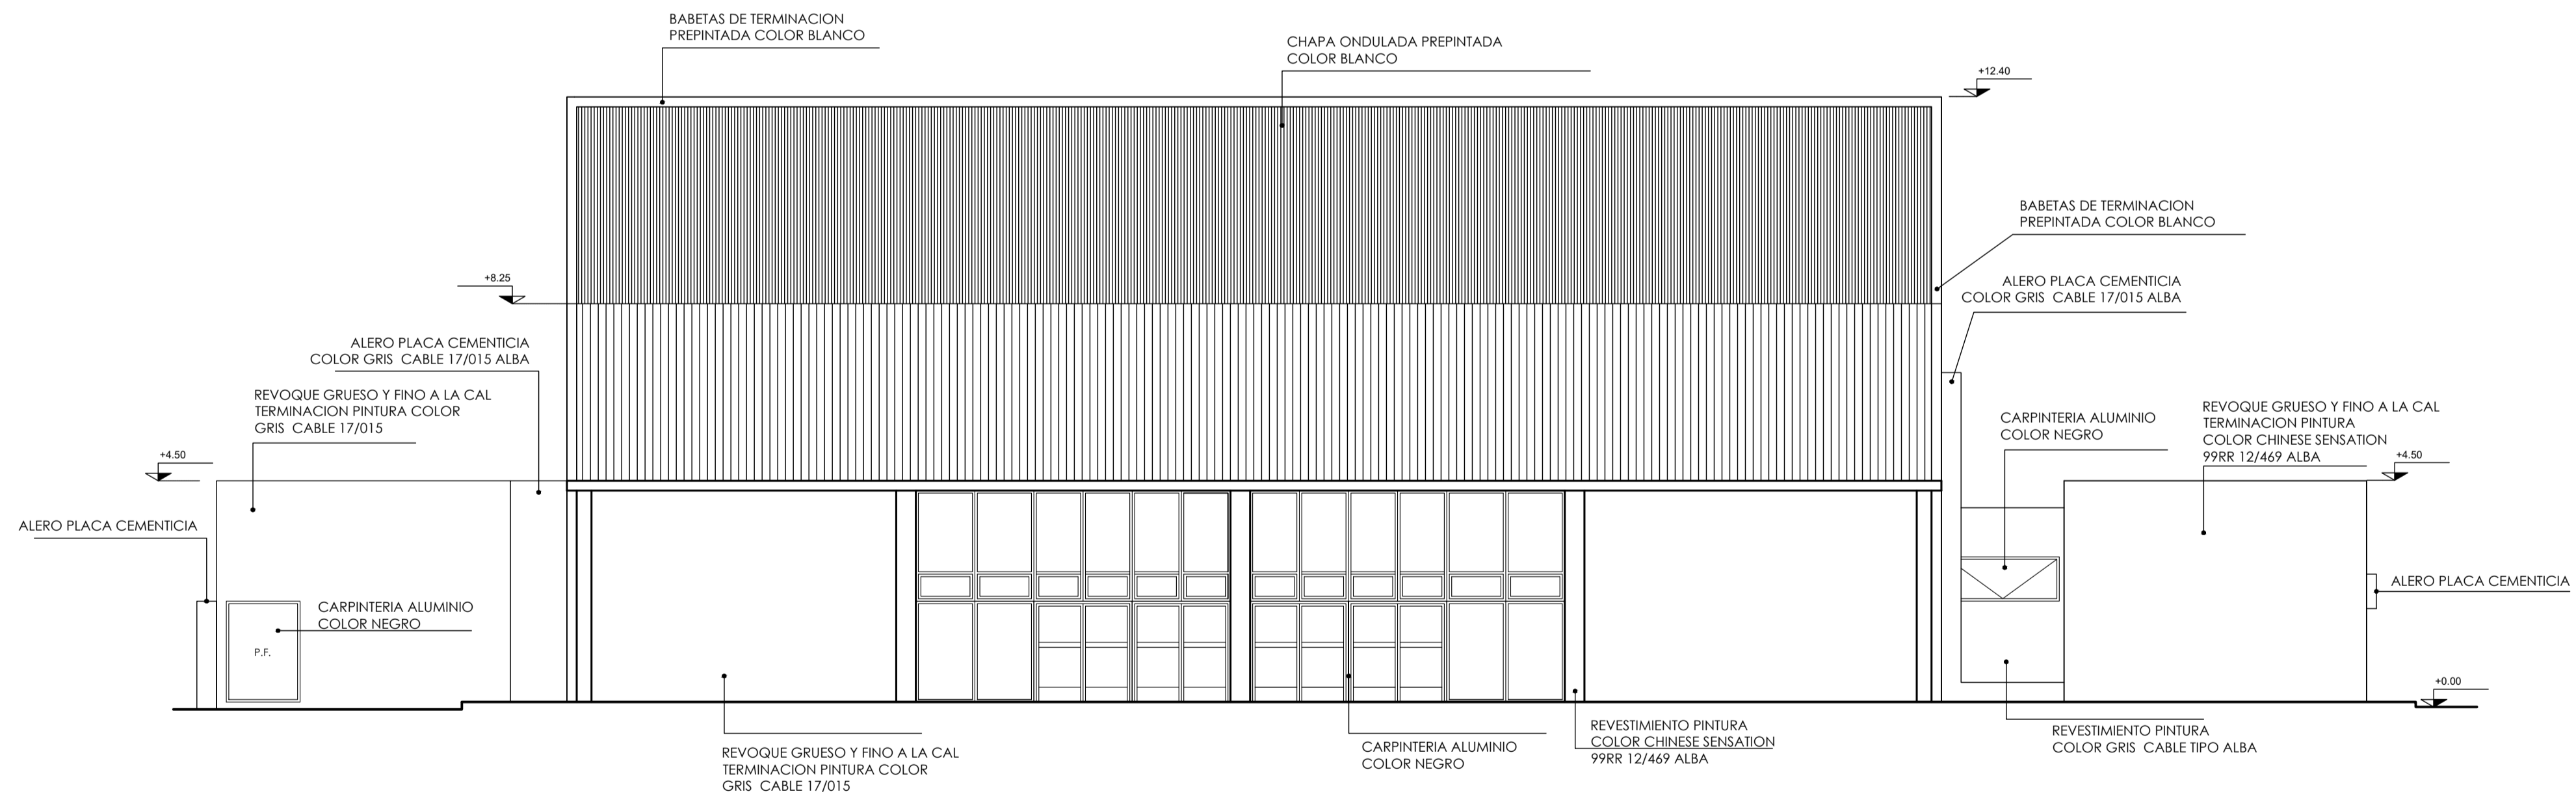 BABETAS DE TERMINACION
PREPINTADA COLOR BLANCO
CHAPA ONDULADA PREPINTADA
COLOR BLANCO
+12.40
BABETAS DE TERMINACION
PREPINTADA COLOR BLANCO
+8.25
ALERO PLACA CEMENTICIA
COLOR GRIS CABLE 17/015 ALBA
ALERO PLACA CEMENTICIA
COLOR GRIS CABLE 17/015 ALBA
REVOQUE GRUESO Y FINO A LA CAL
TERMINACION PINTURA COLOR
GRIS CABLE 17/015
CARPINTERIA ALUMINIO
COLOR NEGRO
REVOQUE GRUESO Y FINO A LA CAL
TERMINACION PINTURA
COLOR CHINESE SENSATION
99RR 12/469 ALBA
+4.50
+4.50
ALERO PLACA CEMENTICIA
ALERO PLACA CEMENTICIA
CARPINTERIA ALUMINIO
COLOR NEGRO
P.F.
+0.00
REVOQUE GRUESO Y FINO A LA CAL
TERMINACION PINTURA COLOR
GRIS CABLE 17/015
CARPINTERIA ALUMINIO
COLOR NEGRO
REVESTIMIENTO PINTURA
COLOR CHINESE SENSATION
99RR 12/469 ALBA
REVESTIMIENTO PINTURA
COLOR GRIS CABLE TIPO ALBA